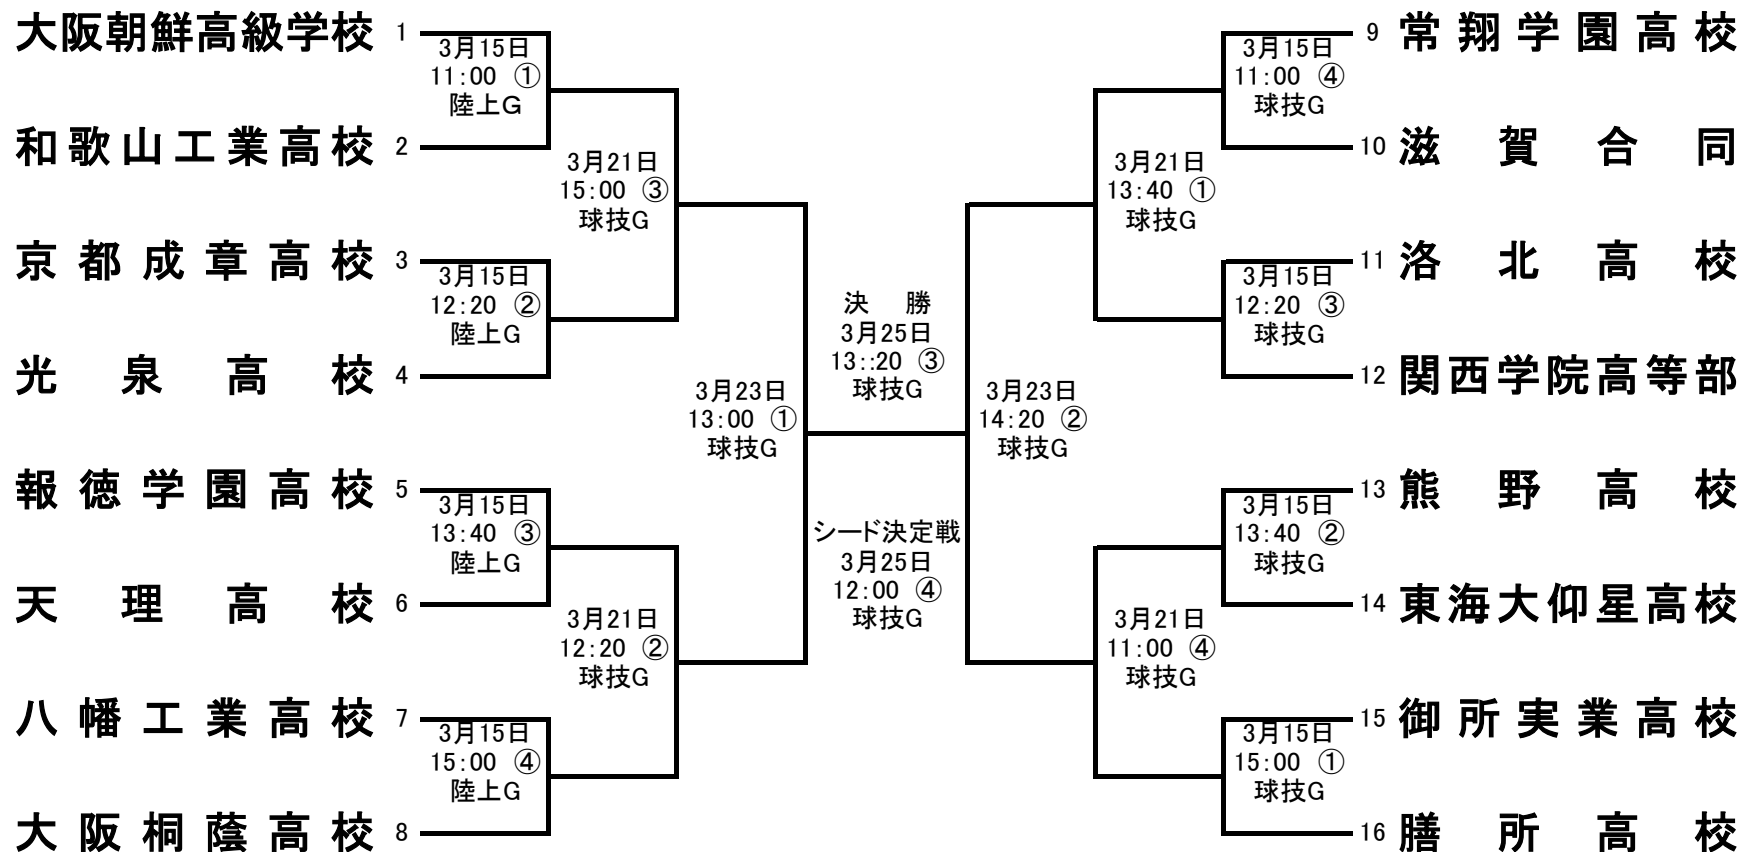 大阪朝鮮高級学校 1
3月15日
11:00 ①
陸上G
和歌山工業高校 2
3月21日
15:00 ③
球技G
京都成章高校 3
3月15日
12:20 ②
陸上G
光泉高校 4
3月23日
13:00 ①
球技G
報徳学園高校 5
3月15日
13:40 ③
陸上G
天理高校 6
3月21日
12:20 ②
球技G
八幡工業高校 7
3月15日
15:00 ④
陸上G
大阪桐蔭高校 8
決勝
3月25日
13::20 ③
球技G
シード決定戦
3月25日
12:00 ④
球技G
9 常翔学園高校
3月15日
11:00 ④
球技G
10 滋賀合同
3月21日
13:40 ①
球技G
11 洛北高校
3月15日
12:20 ③
球技G
12 関西学院高等部
3月23日
14:20 ②
球技G
13 熊野高校
3月15日
13:40 ②
球技G
14 東海大仰星高校
3月21日
11:00 ④
球技G
15 御所実業高校
3月15日
15:00 ①
球技G
16 膳所高校